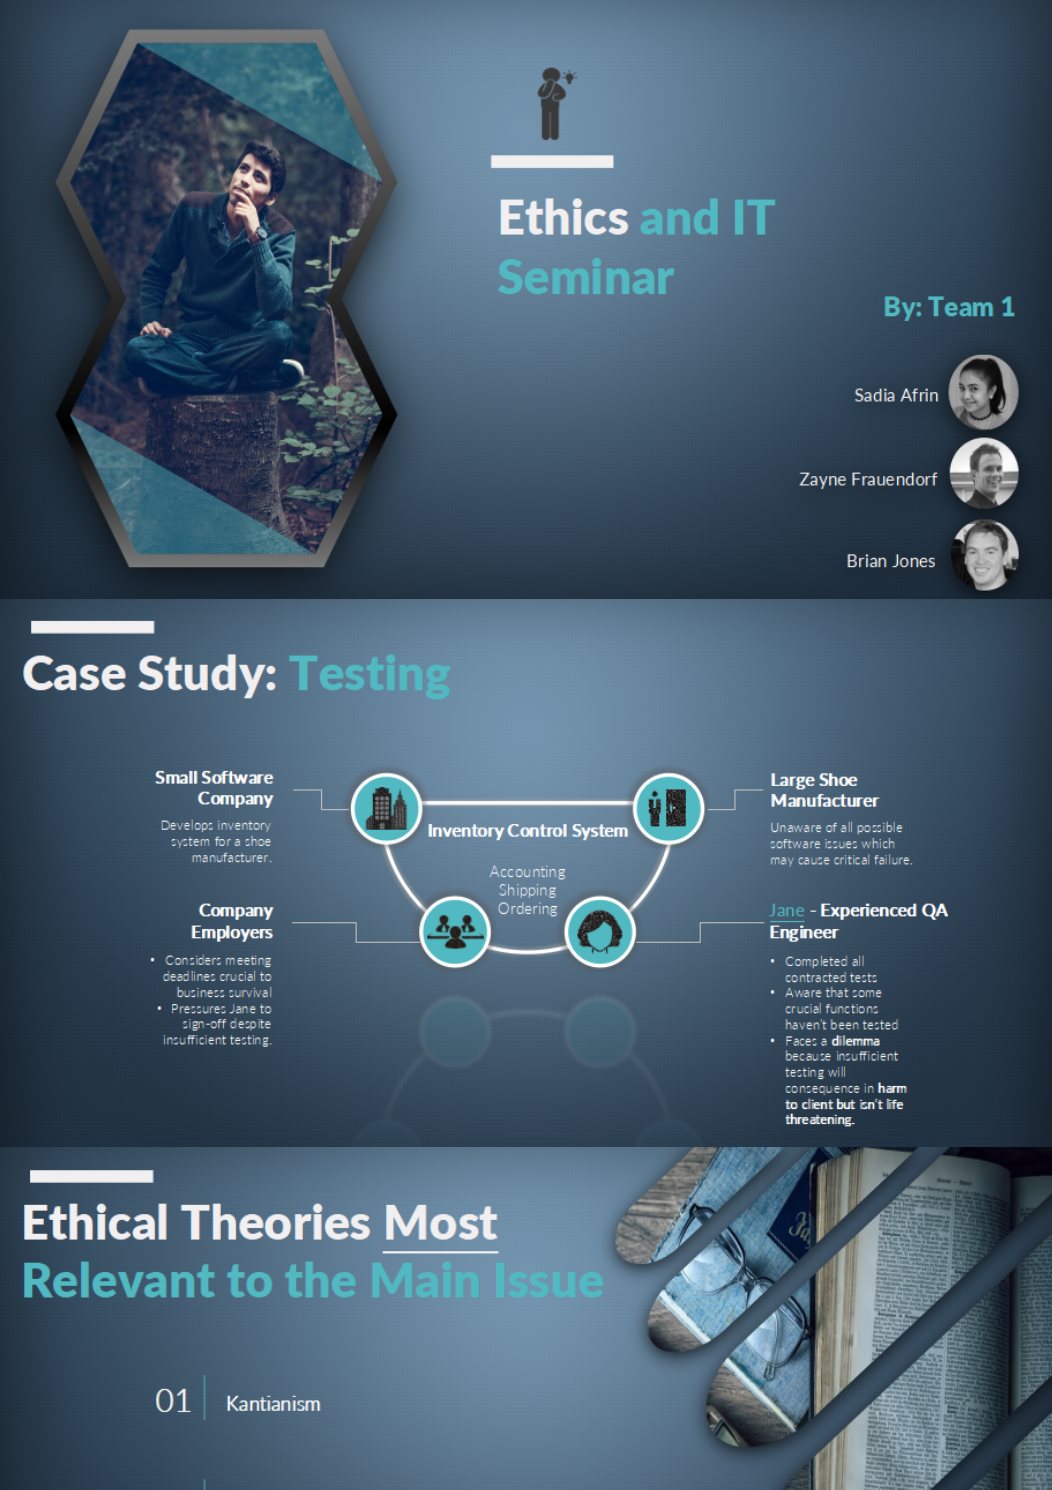 Ethics and IT
Seminar
By: Team 1
Sadia Afrin
Zayne Frauendorf
Brian Jones
Case Study: Testing
Small Software
Company
Develops inventory
system for a shoe
manufacturer.
Inventory Control System
Accounting
Shipping
Ordering
Large Shoe
Manufacturer
Unaware of all possible
software issues which
may cause critical failure.
Company
Employers
• Considers meeting
deadlines crucial to
business survival
• Pressures Jane to
sign-off despite
insufficient testing.
Jane - Experienced QA
Engineer
• Completed all
contracted tests
• Aware that some
crucial functions
haven't been tested
• Faces a dilemma
because insufficient
testing will
consequence in harm
to client but isn't life
threatening.
Ethical Theories Most
Relevant to the Main Issue
01
Kantianism